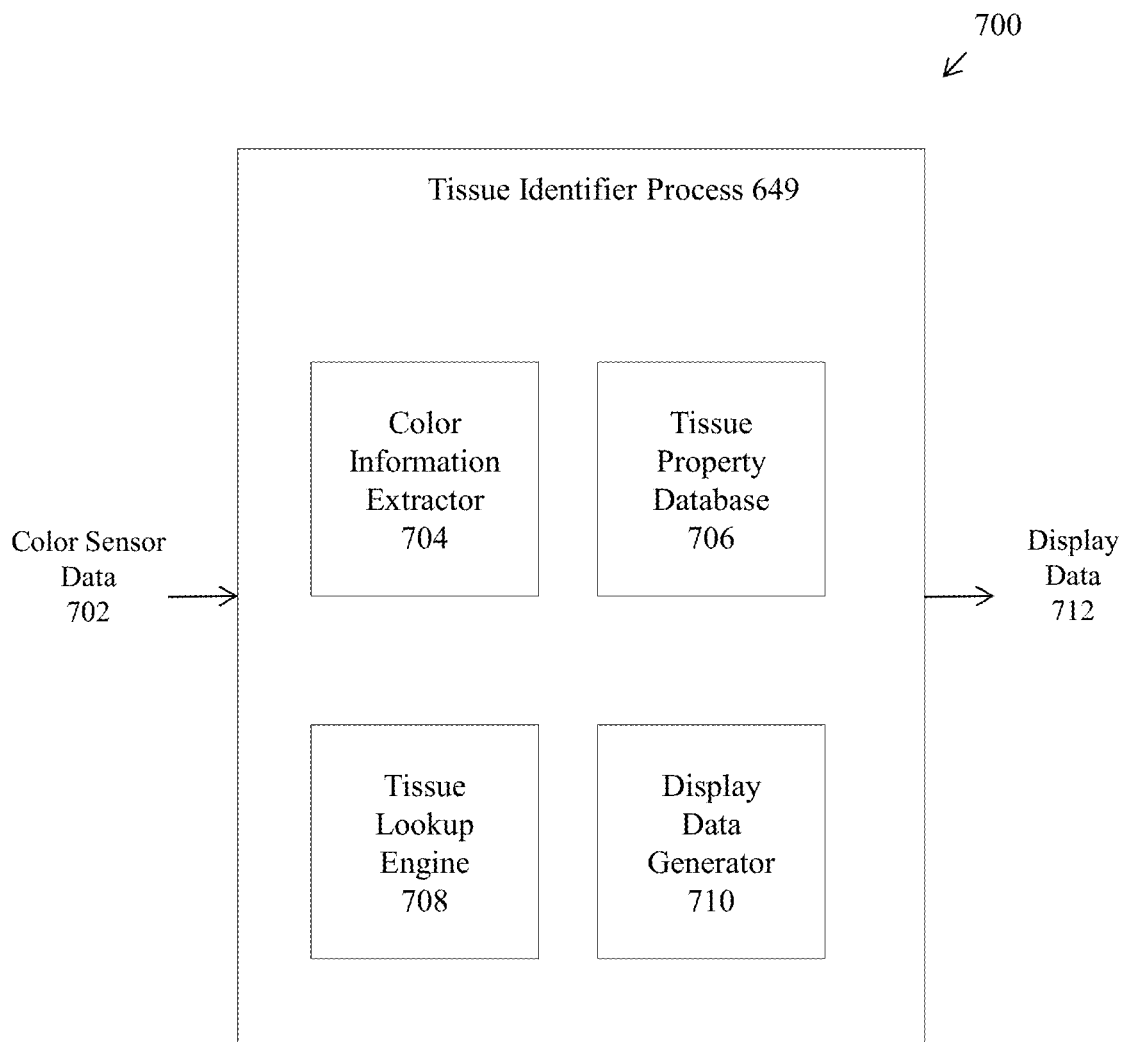 700
Tissue Identifier Process 649
Color
Information
Extractor
704
Tissue
Property
Database
706
Color Sensor
Data
702
Display
Data
712
Tissue
Lookup
Engine
708
Display
Data
Generator
710